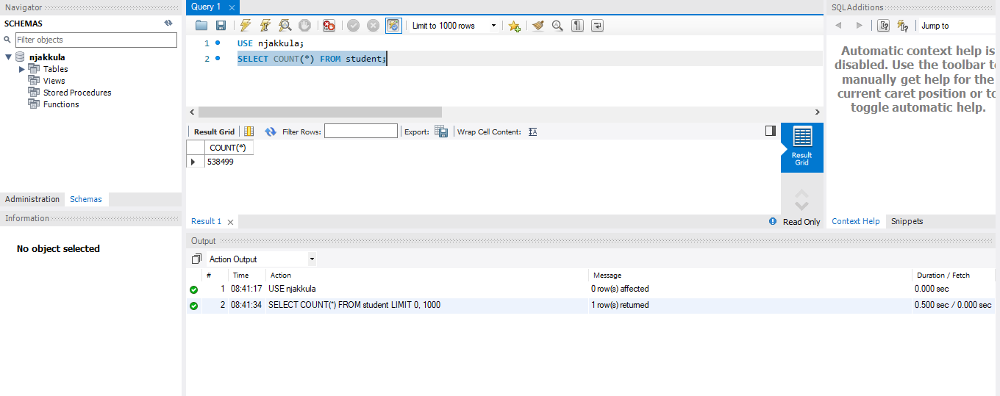 Navigator
SCHEMAS
Filter objects
njakkula
Tables
Views
Stored Procedures
Functions
Administration Schemas
Information
No object selected
Query 1
Limit to 1000 rows
1 USE njakkula;
2 SELECT COUNT(*) FROM student;
Result Grid Filter Rows: Export: Wrap Cell Content:
COUNT(*)
538499
Result
Grid
Result 1 Read Only
Output
Action Output
# Time Action Message Duration / Fetch
1 08:41:17 USE njakkula 0 row(s) affected 0.000 sec
2 08:41:34 SELECT COUNT(*) FROM student LIMIT 0, 1000 1 row(s) returned 0.500 sec / 0.000 sec
SQLAdditions
Jump to
Automatic context help is
disabled. Use the toolbar t
manually get help for the
current caret position or to
toggle automatic help.
Context Help Snippets